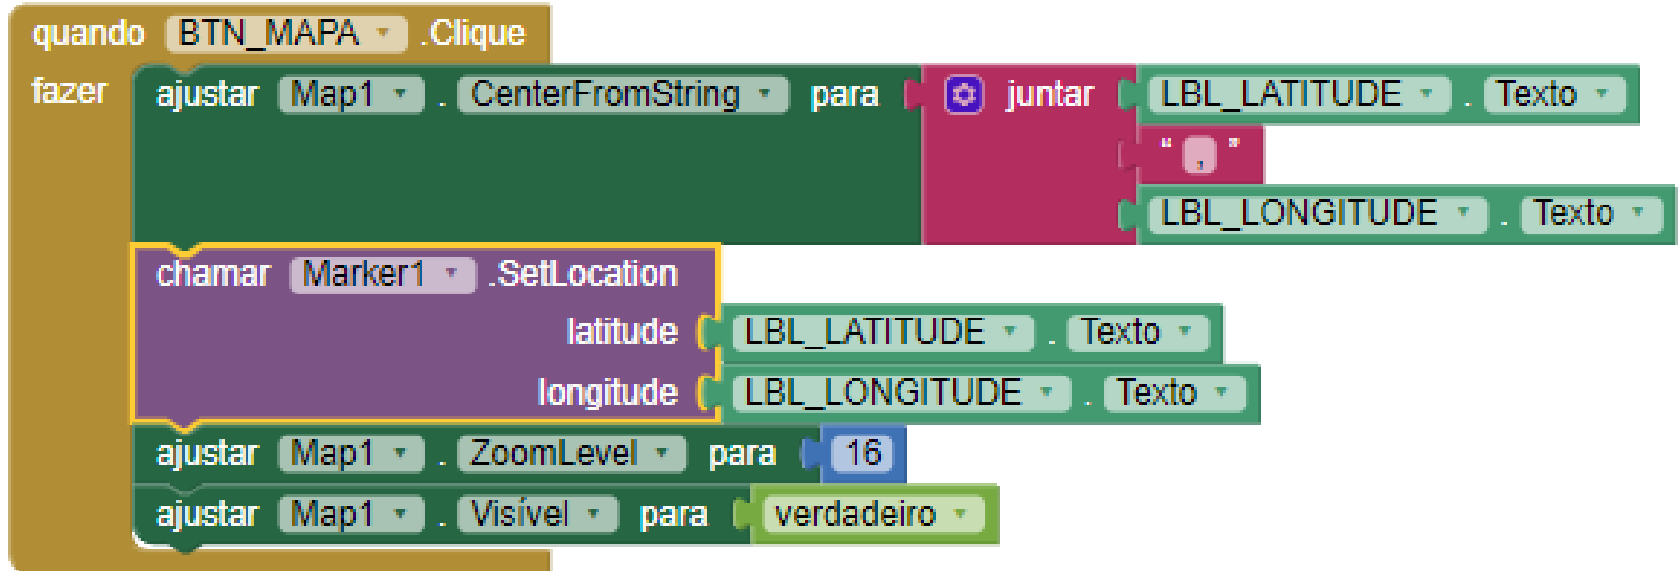 quando BTN_MAPA .Clique
fazer ajustar Map1 . CenterFromString para juntar LBL_LATITUDE . Texto
“ , ”
LBL_LONGITUDE . Texto
chamar Marker1 .SetLocation
latitude LBL_LATITUDE . Texto
longitude LBL_LONGITUDE . Texto
ajustar Map1 . ZoomLevel para 16
ajustar Map1 . Visível para verdadeiro